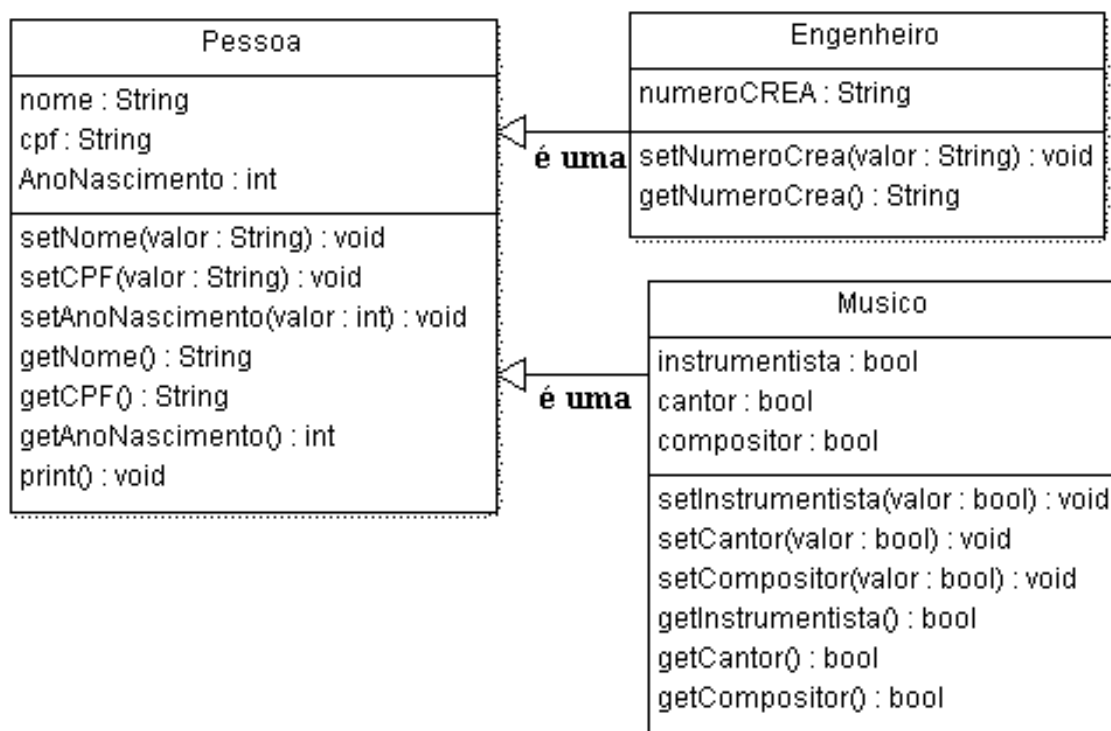 Pessoa
nome : String
cpf : String
AnoNascimento : int
setNome(valor : String) : void
setCPF(valor : String) : void
setAnoNascimento(valor : int) : void
getNome() : String
getCPF() : String
getAnoNascimento() : int
print() : void
é uma
Engenheiro
numeroCREA : String
setNumeroCrea(valor : String) : void
getNumeroCrea() : String
é uma
Musico
instrumentista : bool
cantor : bool
compositor : bool
setInstrumentista(valor : bool) : void
setCantor(valor : bool) : void
setCompositor(valor : bool) : void
getInstrumentista() : bool
getCantor() : bool
getCompositor() : bool